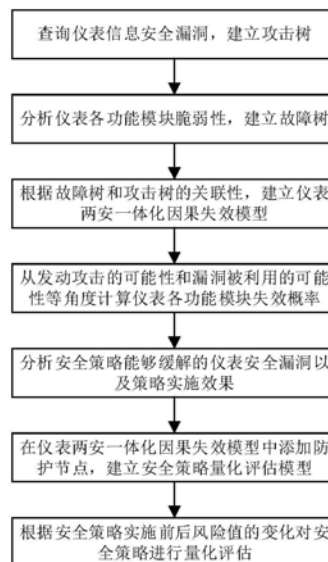 查询仪表信息安全漏洞，建立攻击树
分析仪表各功能模块脆弱性，建立故障树
根据故障树和攻击树的关联性，建立仪表
两安一体化因果失效模型
从发动攻击的可能性和漏洞被利用的可能
性等角度计算仪表各功能模块失效概率
分析安全策略能够缓解的仪表安全漏洞以
及策略实施效果
在仪表两安一体化因果失效模型中添加防
护节点，建立安全策略量化评估模型
根据安全策略实施前后风险值的变化对安
全策略进行量化评估